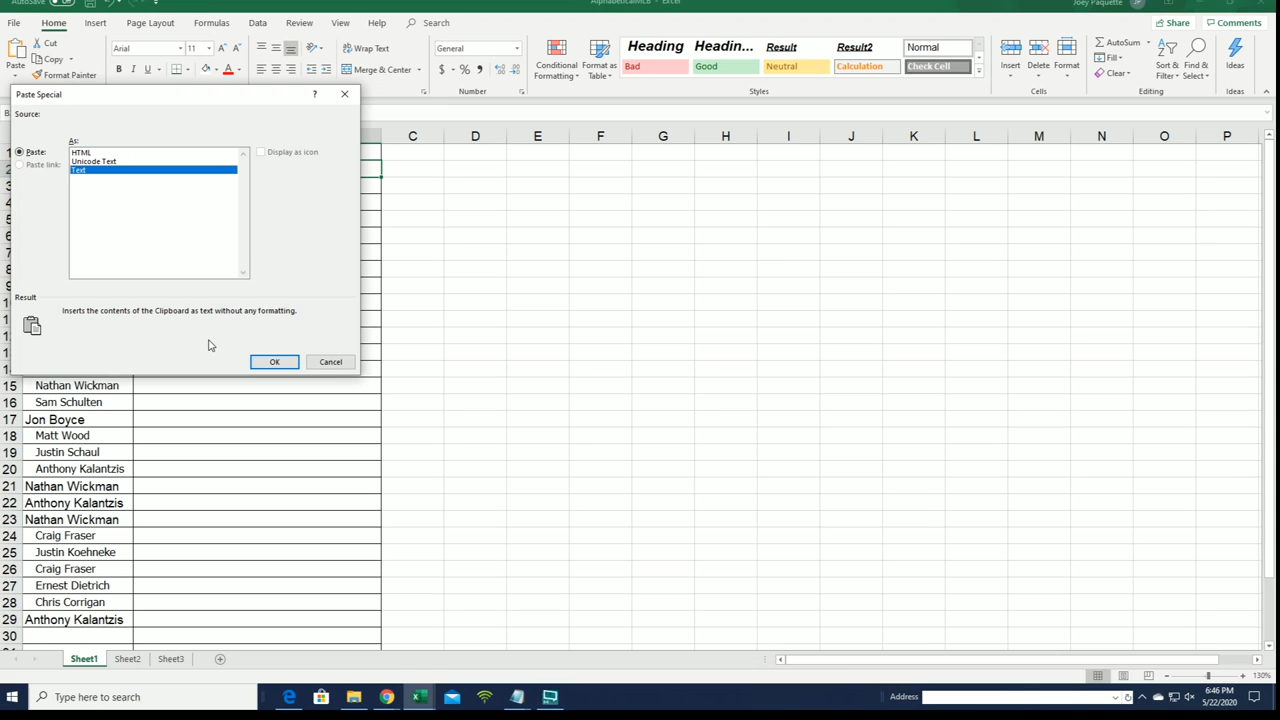 AutoSave Off AlphabeticalMLB - Excel Joey Paquette JP
File Home Insert Page Layout Formulas Data Review View Help Search Share Comments
Cut Arial 11 A A Wrap Text General Heading Headin... Result Result2 Normal AutoSum
Paste Copy Conditional Format as Insert Delete Format Fill Sort & Find & Ideas
Format Painter B I U A Merge & Center $ % , Formatting Table Bad Good Neutral Calculation Check Cell Clear Filter Select
Number Styles Cells Editing Ideas
Paste Special ? ×
Source:
As:
Paste:
Paste link:
HTML
Unicode Text
Text
Display as icon
Result
Inserts the contents of the Clipboard as text without any formatting.
OK Cancel
C D E F G H I J K L M N O P
15 Nathan Wickman
16 Sam Schulten
17 Jon Boyce
18 Matt Wood
19 Justin Schaul
20 Anthony Kalantzis
21 Nathan Wickman
22 Anthony Kalantzis
23 Nathan Wickman
24 Craig Fraser
25 Justin Koehneke
26 Craig Fraser
27 Ernest Dietrich
28 Chris Corrigan
29 Anthony Kalantzis
30
Sheet1 Sheet2 Sheet3
130%
Type here to search Address 6:46 PM
5/22/2020